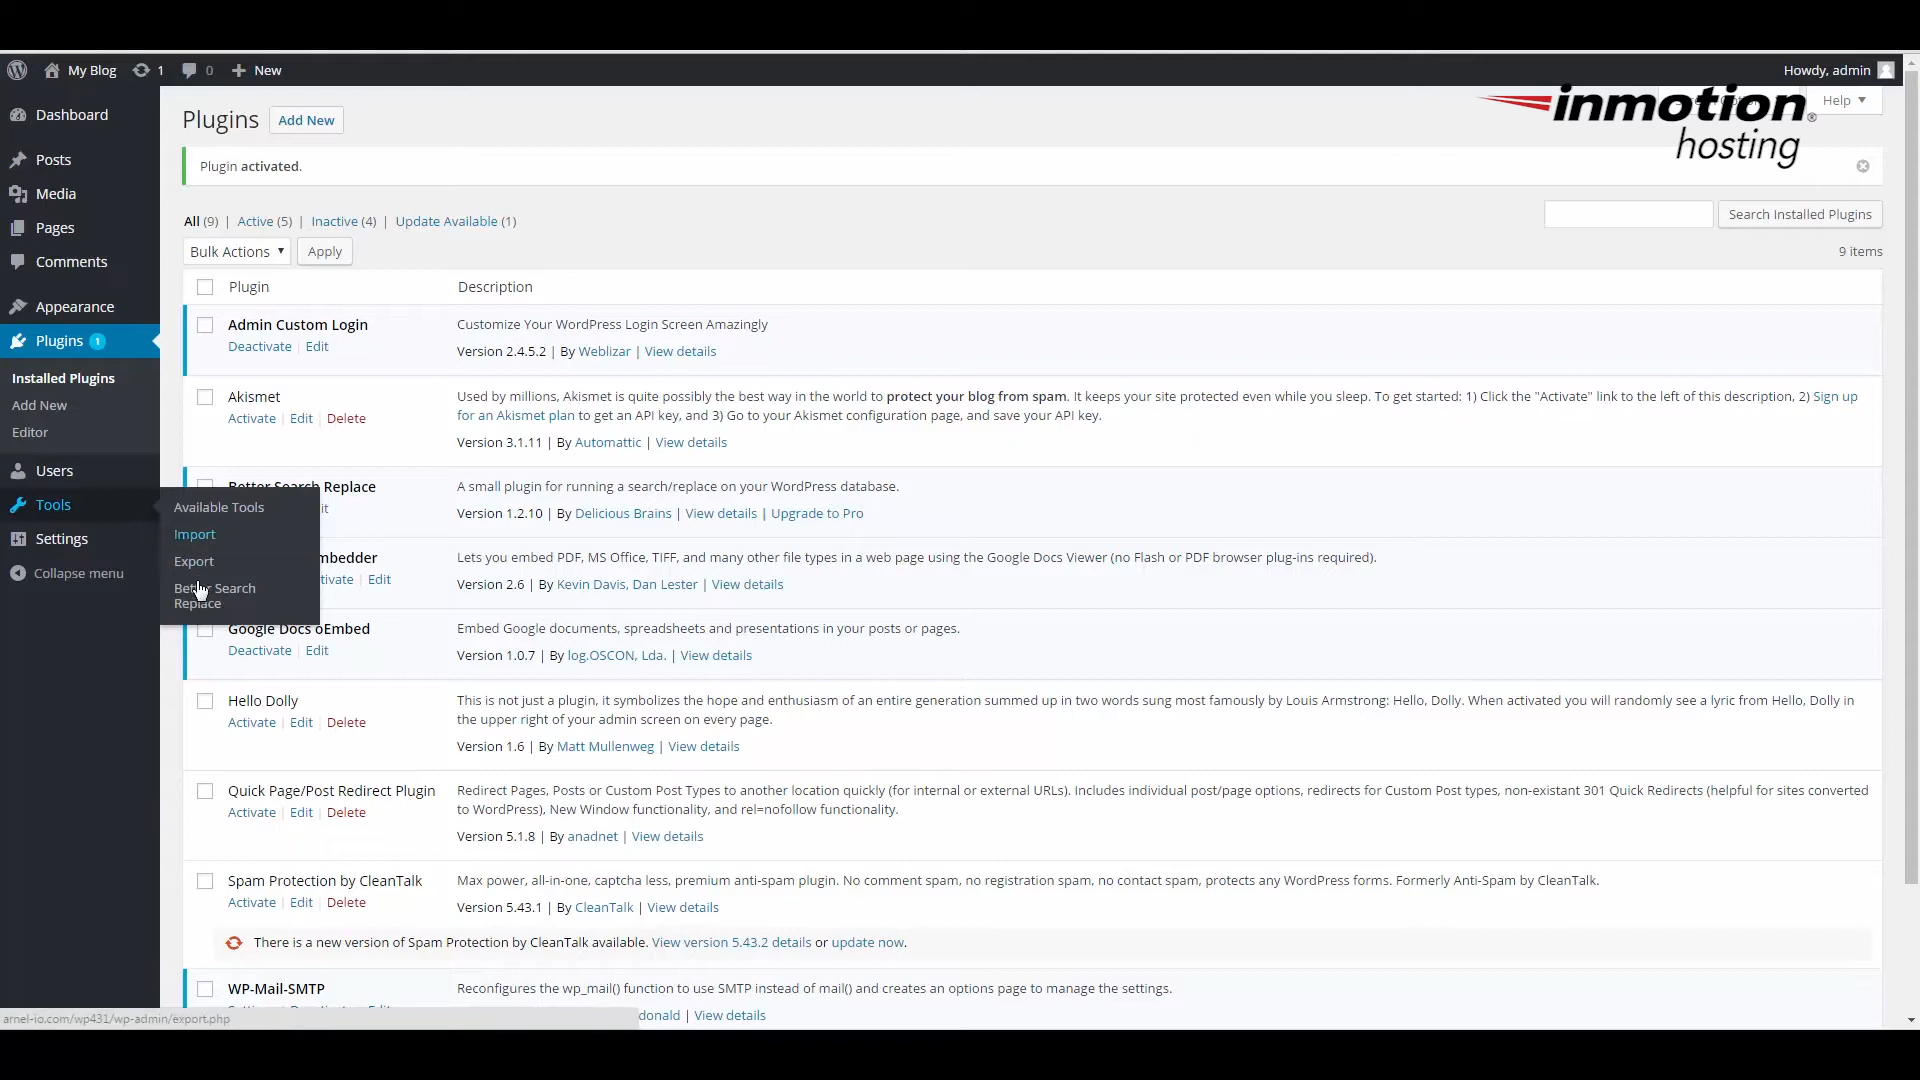 My Blog 1 0 New Howdy, admin
inmotion®
hosting
Help
Dashboard
Posts
Media
Pages
Comments
Appearance
Plugins 1
Installed Plugins
Add New
Editor
Users
Tools
Settings
Collapse menu
Available Tools
Import
Export
Better Search
Replace
Plugins Add New
Plugin activated.
All (9) | Active (5) | Inactive (4) | Update Available (1)
Search Installed Plugins
Bulk Actions Apply
9 items
Plugin Description
Admin Custom Login Customize Your WordPress Login Screen Amazingly
Deactivate | Edit Version 2.4.5.2 | By Weblizar | View details
Akismet Used by millions, Akismet is quite possibly the best way in the world to protect your blog from spam. It keeps your site protected even while you sleep. To get started: 1) Click the "Activate" link to the left of this description, 2) Sign up
for an Akismet plan to get an API key, and 3) Go to your Akismet configuration page, and save your API key.
Activate | Edit | Delete
Version 3.1.11 | By Automattic | View details
Better Search Replace A small plugin for running a search/replace on your WordPress database.
Version 1.2.10 | By Delicious Brains | View details | Upgrade to Pro
mbedder Lets you embed PDF, MS Office, TIFF, and many other file types in a web page using the Google Docs Viewer (no Flash or PDF browser plug-ins required).
tivate | Edit Version 2.6 | By Kevin Davis, Dan Lester | View details
Google Docs oEmbed Embed Google documents, spreadsheets and presentations in your posts or pages.
Deactivate | Edit Version 1.0.7 | By log.OSCON, Lda. | View details
Hello Dolly This is not just a plugin, it symbolizes the hope and enthusiasm of an entire generation summed up in two words sung most famously by Louis Armstrong: Hello, Dolly. When activated you will randomly see a lyric from Hello, Dolly in
the upper right of your admin screen on every page.
Activate | Edit | Delete
Version 1.6 | By Matt Mullenweg | View details
Quick Page/Post Redirect Plugin Redirect Pages, Posts or Custom Post Types to another location quickly (for internal or external URLs). Includes individual post/page options, redirects for Custom Post types, non-existant 301 Quick Redirects (helpful for sites converted
to WordPress), New Window functionality, and rel=nofollow functionality.
Activate | Edit | Delete
Version 5.1.8 | By anadnet | View details
Spam Protection by CleanTalk Max power, all-in-one, captcha less, premium anti-spam plugin. No comment spam, no registration spam, no contact spam, protects any WordPress forms. Formerly Anti-Spam by CleanTalk.
Activate | Edit | Delete Version 5.43.1 | By CleanTalk | View details
There is a new version of Spam Protection by CleanTalk available. View version 5.43.2 details or update now.
WP-Mail-SMTP Reconfigures the wp_mail() function to use SMTP instead of mail() and creates an options page to manage the settings.
donald | View details
arnel-io.com/wp431/wp-admin/export.php